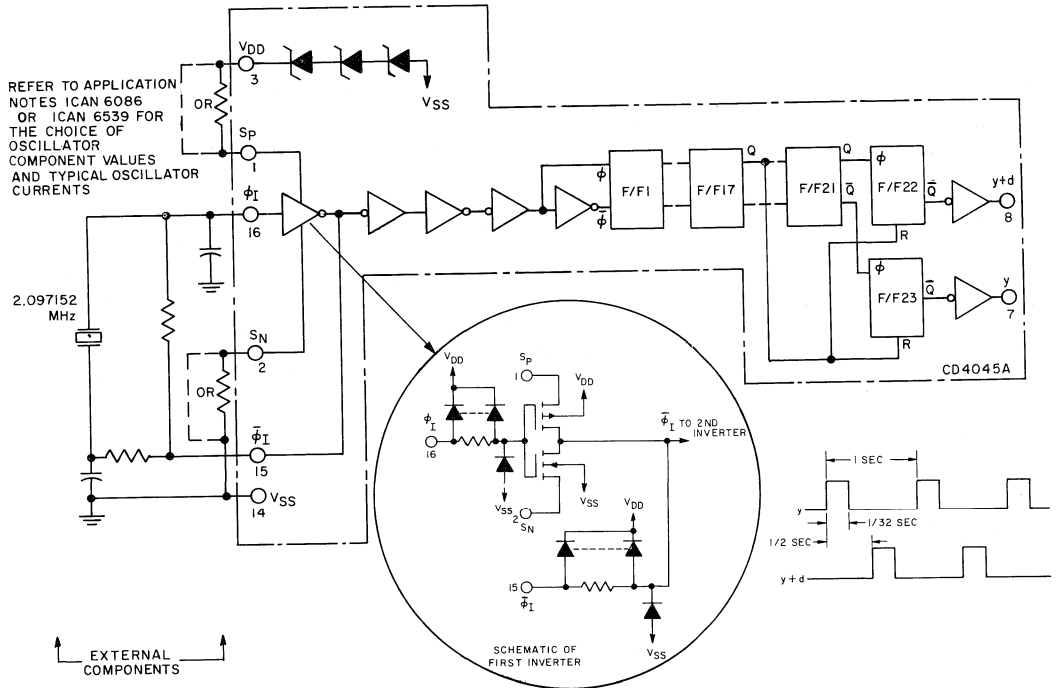 REFER TO APPLICATION
NOTES ICAN 6086
OR ICAN 6539 FOR
THE CHOICE OF
OSCILLATOR
COMPONENT VALUES
AND TYPICAL OSCILLATOR
CURRENTS
VDD
3
VSS
OR
SP
1
ϕI
16
2.097152
MHz
SN
2
OR
ϕ̅I
15
VSS
14
ϕ
ϕ̅
F/F1
F/F17
Q
F/F21
Q
Q̅
ϕ
F/F22
Q̅
R
y+d
8
ϕ
F/F23
Q̅
R
y
7
CD4045A
VDD
SP
1
VDD
ϕI
16
ϕ̅I TO 2ND
INVERTER
VSS
VSS
2
SN
VDD
15
ϕ̅I
VSS
SCHEMATIC OF
FIRST INVERTER
1 SEC
y
1/32 SEC
1/2 SEC
y+d
EXTERNAL
COMPONENTS